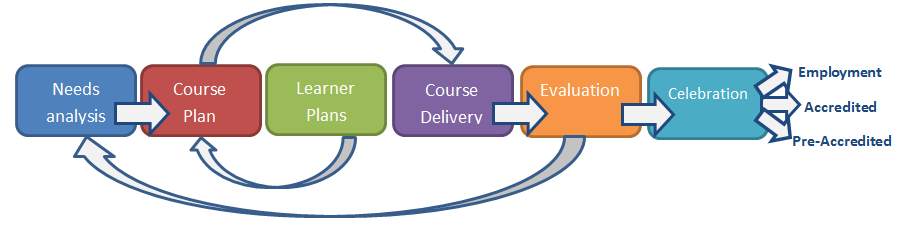 Needs
analysis
Course
Plan
Learner
Plans
Course
Delivery
Evaluation
Celebration
Employment
Accredited
Pre-Accredited